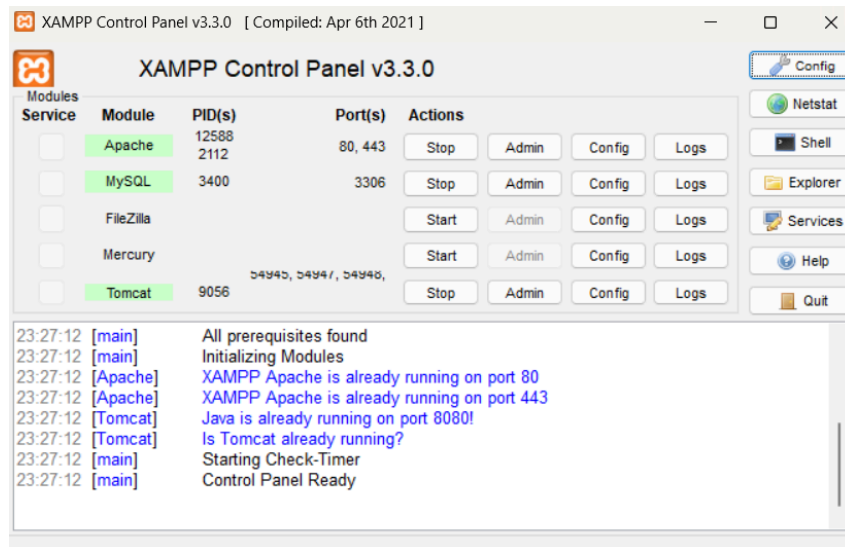 XAMPP Control Panel v3.3.0 [ Compiled: Apr 6th 2021 ]
XAMPP Control Panel v3.3.0
Config
Modules
Service Module PID(s) Port(s) Actions
Netstat
Apache 12588 2112 80, 443 Stop Admin Config Logs
Shell
MySQL 3400 3306 Stop Admin Config Logs
Explorer
FileZilla Start Admin Config Logs
Services
Mercury Start Admin Config Logs
Help
54945, 54947, 54948,
Tomcat 9056 Stop Admin Config Logs
Quit
23:27:12 [main] All prerequisites found
23:27:12 [main] Initializing Modules
23:27:12 [Apache] XAMPP Apache is already running on port 80
23:27:12 [Apache] XAMPP Apache is already running on port 443
23:27:12 [Tomcat] Java is already running on port 8080!
23:27:12 [Tomcat] Is Tomcat already running?
23:27:12 [main] Starting Check-Timer
23:27:12 [main] Control Panel Ready